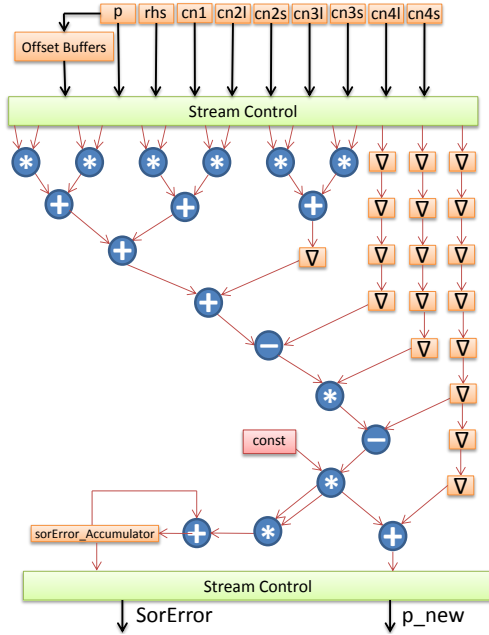 p rhs cn1 cn2l cn2s cn3l cn3s cn4l cn4s
Offset Buffers
Stream Control
* * * * * * ∇ ∇ ∇
+ + + ∇ ∇ ∇
+ ∇ ∇ ∇ ∇
+ ∇ ∇ ∇
− ∇ ∇
* ∇
const − ∇
* ∇
sorError_Accumulator + * +
Stream Control
SorError p_new